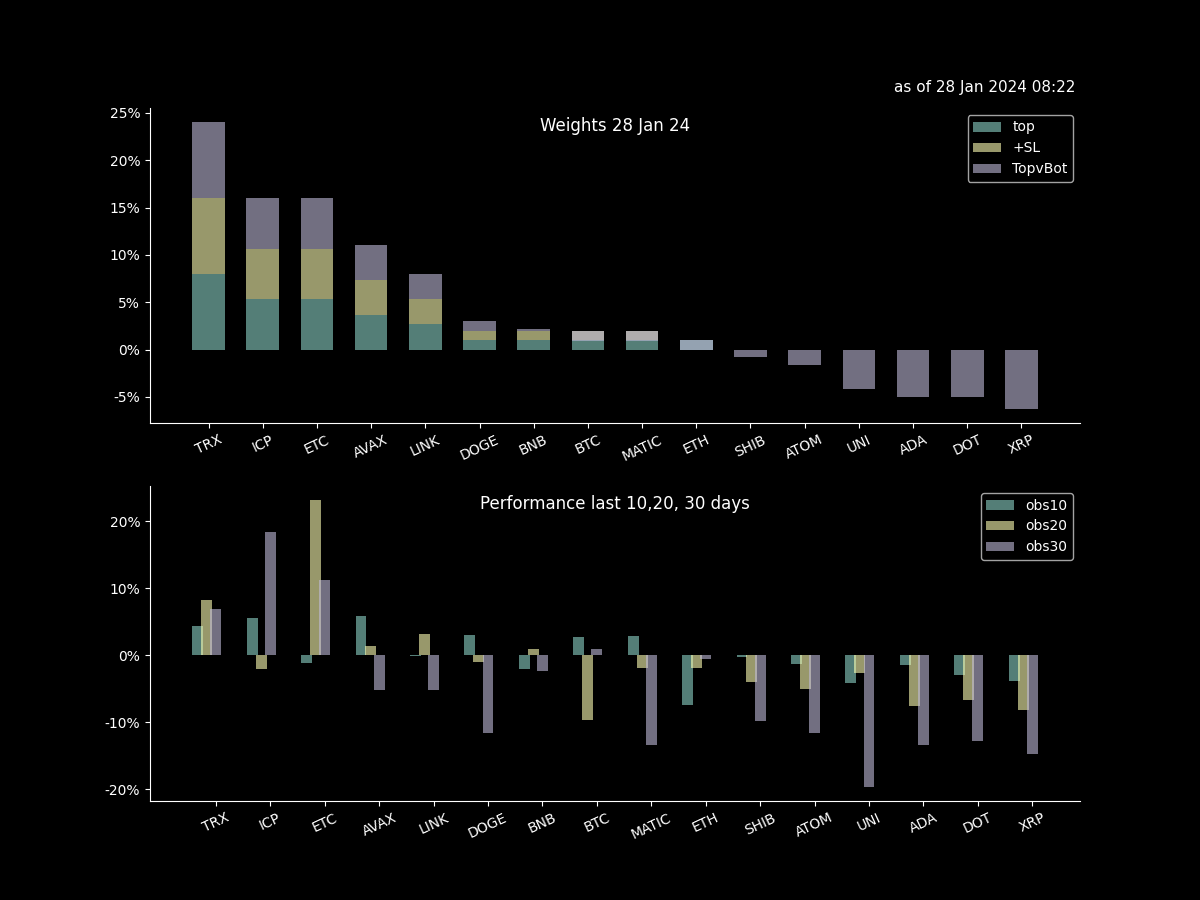 as of 28 Jan 2024 08:22
Weights 28 Jan 24
top
+SL
TopvBot
25%
20%
15%
10%
5%
0%
-5%
TRX ICP ETC AVAX LINK DOGE BNB BTC MATIC ETH SHIB ATOM UNI ADA DOT XRP
Performance last 10,20, 30 days
obs10
obs20
obs30
20%
10%
0%
-10%
-20%
TRX ICP ETC AVAX LINK DOGE BNB BTC MATIC ETH SHIB ATOM UNI ADA DOT XRP